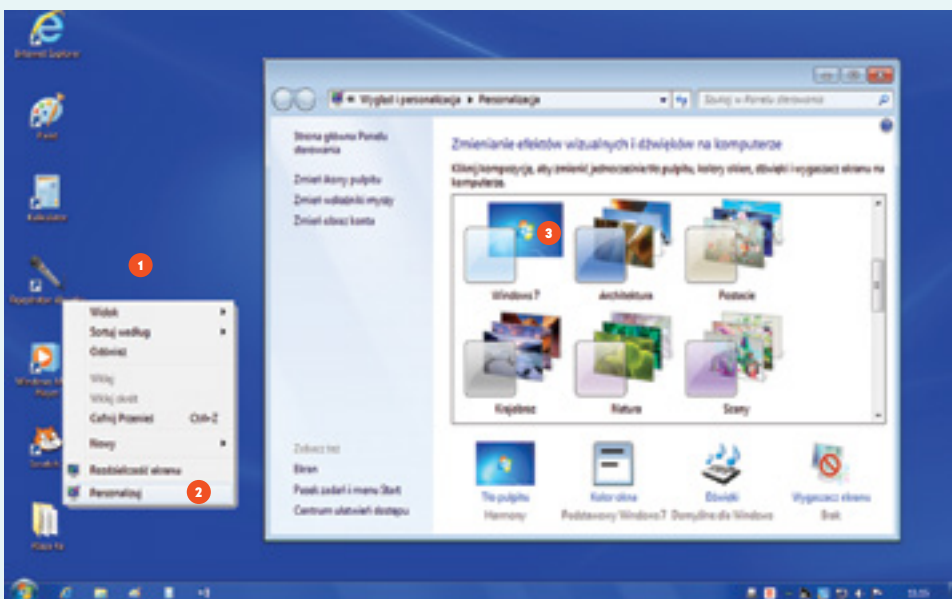 Internet Explorer
Paint
Kalkulator
1
Widok
Sortuj według
Odśwież
Wklej
Wklej skrót
Cofnij Przenieś Ctrl+Z
Nowy
Rozdzielczość ekranu
Personalizuj
2
Windows
Scratch
Wygląd i personalizacja Personalizacja
Szukaj w Panelu sterowania
Strona główna Panelu
sterowania
Zmień ikony pulpitu
Zmień wskaźniki myszy
Zmień obraz konta
Zobacz też
Ekran
Pasek zadań i menu Start
Centrum ułatwień dostępu
Zmienianie efektów wizualnych i dźwięków na komputerze
Kliknij kompozycję, aby zmienić jednocześnie tło pulpitu, kolory okien, dźwięki i wygaszacz ekranu na
komputerze.
3
Windows 7 Architektura Postacie
Krajobraz Natura Sceny
Tło pulpitu Kolor okna Dźwięki Wygaszacz ekranu
Harmony Podstawowy Windows 7 Domyślne dla Windows Brak